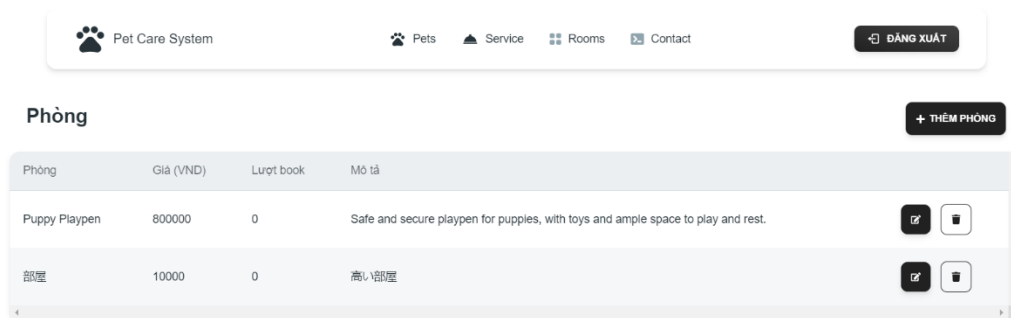 Pet Care System Pets Service Rooms Contact ĐĂNG XUẤT
Phòng + THÊM PHÒNG
Phòng Giá (VND) Lượt book Mô tả
Puppy Playpen 800000 0 Safe and secure playpen for puppies, with toys and ample space to play and rest.
部屋 10000 0 高い部屋